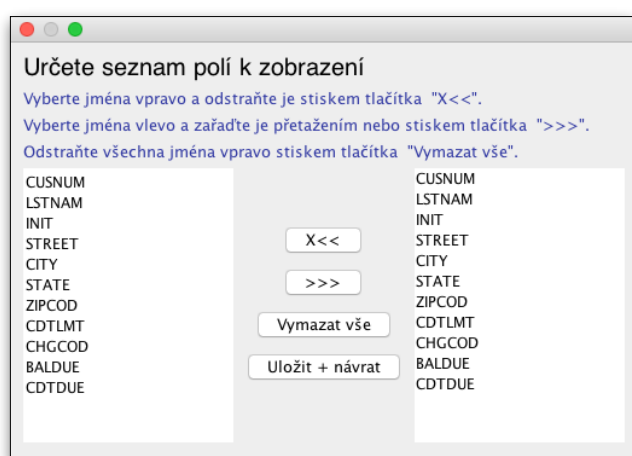 Určete seznam polí k zobrazení
Vyberte jména vpravo a odstraňte je stiskem tlačítka "X<<".
Vyberte jména vlevo a zařaďte je přetažením nebo stiskem tlačítka ">>>".
Odstraňte všechna jména vpravo stiskem tlačítka "Vymazat vše".
CUSNUM
LSTNAM
INIT
STREET
CITY
STATE
ZIPCOD
CDTLMT
CHGCOD
BALDUE
CDTDUE
X<<
>>>
Vymazat vše
Uložit + návrat
CUSNUM
LSTNAM
INIT
STREET
CITY
STATE
ZIPCOD
CDTLMT
CHGCOD
BALDUE
CDTDUE